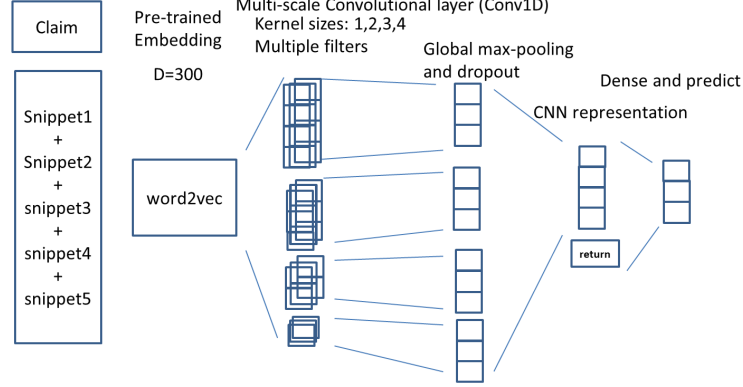 Claim
Snippet1
+
Snippet2
+
snippet3
+
snippet4
+
snippet5
Pre-trained
Embedding
D=300
word2vec
Multi-scale Convolutional layer (Conv1D)
Kernel sizes: 1,2,3,4
Multiple filters
Global max-pooling
and dropout
CNN representation
return
Dense and predict